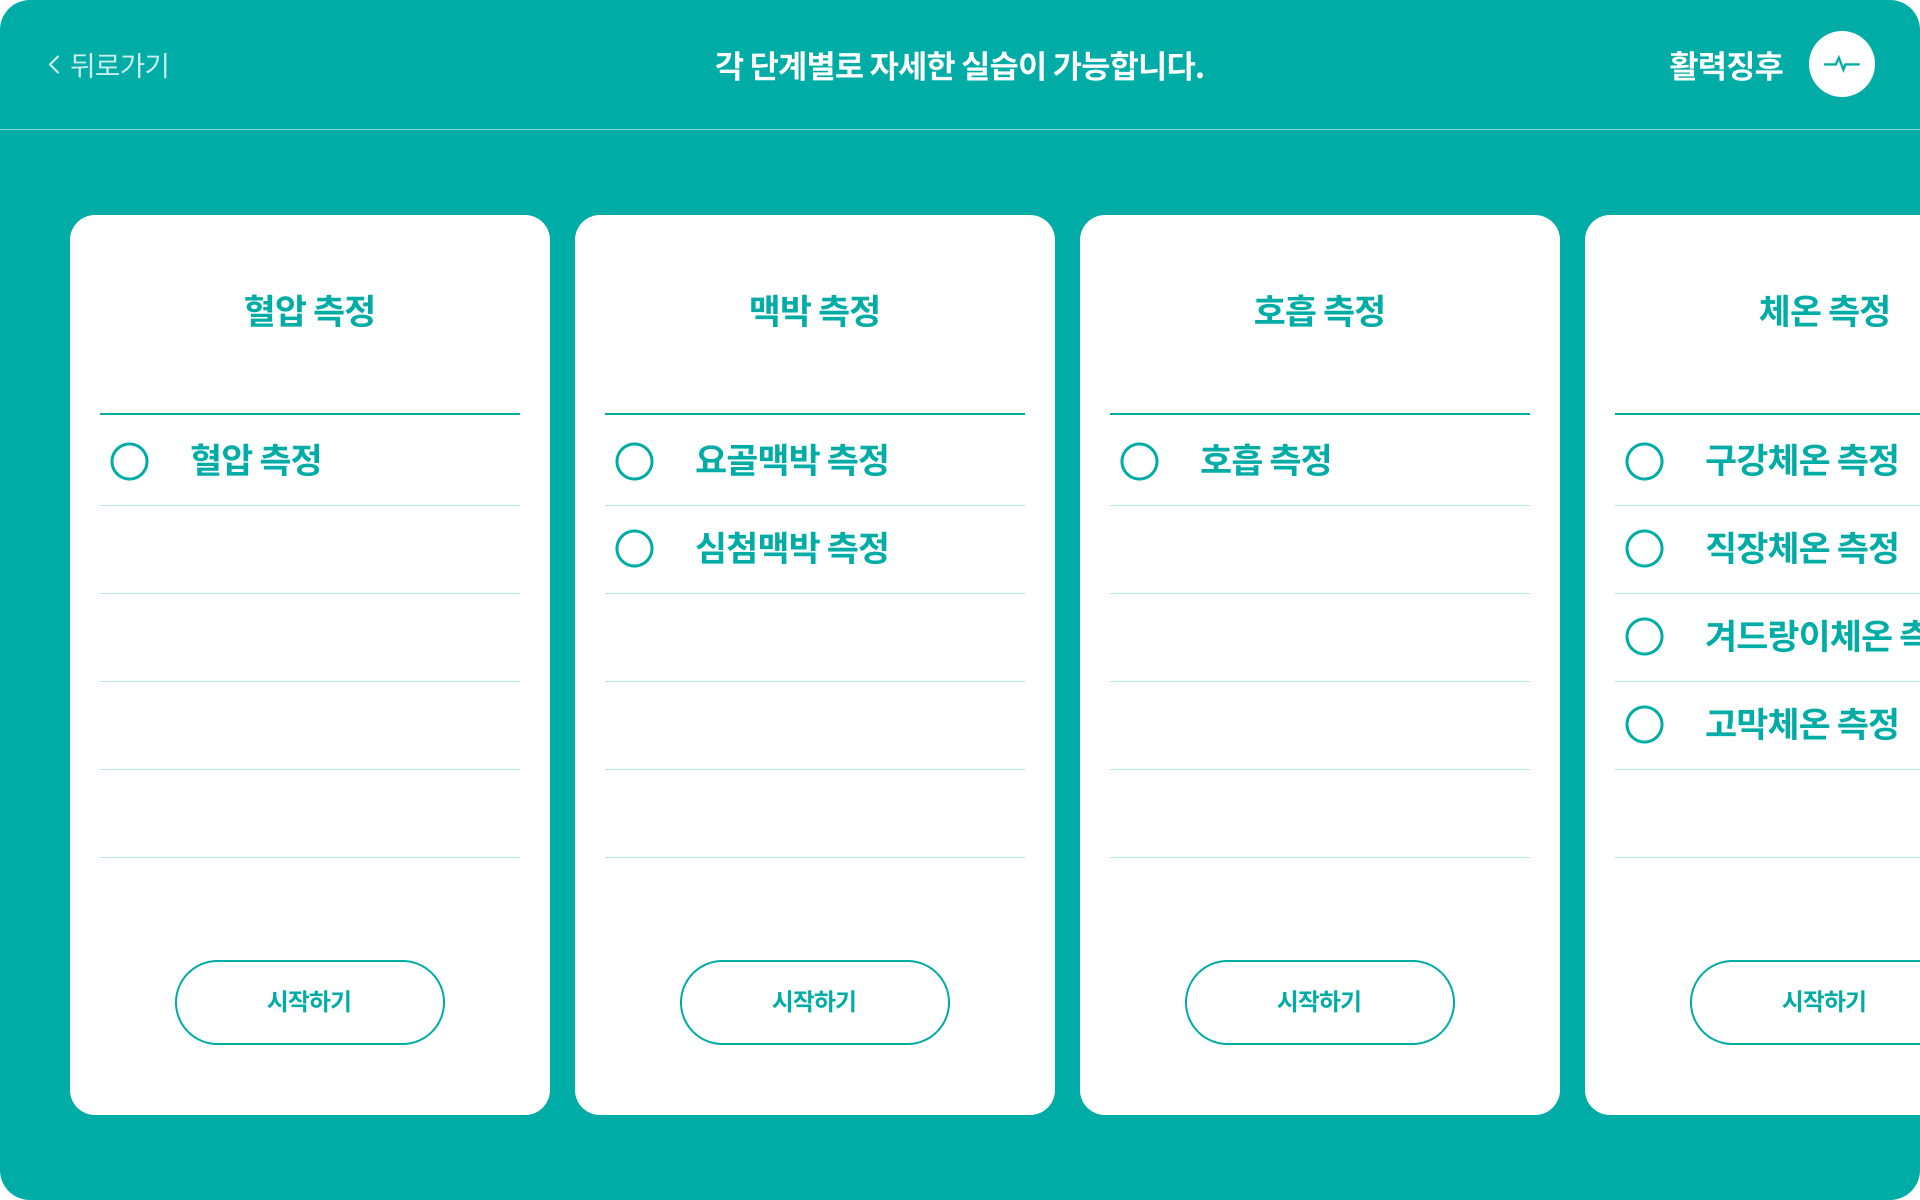 뒤로가기
각 단계별로 자세한 실습이 가능합니다.
활력징후
혈압 측정
혈압 측정
시작하기
맥박 측정
요골맥박 측정
심첨맥박 측정
시작하기
호흡 측정
호흡 측정
시작하기
체온 측정
구강체온 측정
직장체온 측정
겨드랑이체온
고막체온 측정
시작하기